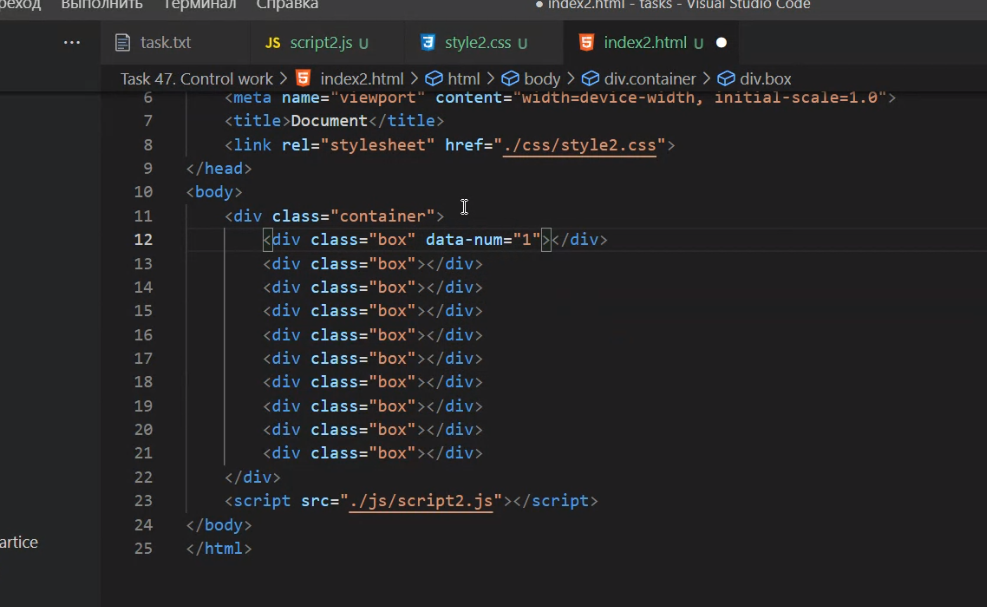 реход Выполнить Терминал Справка ● index2.html - tasks - Visual Studio Code
··· task.txt JS script2.js U style2.css U index2.html U ●
Task 47. Control work > index2.html > html > body > div.container > div.box
6 <meta name="viewport" content="width=device-width, initial-scale=1.0">
7 <title>Document</title>
8 <link rel="stylesheet" href="./css/style2.css">
9 </head>
10 <body>
11 <div class="container">
12 <div class="box" data-num="1"></div>
13 <div class="box"></div>
14 <div class="box"></div>
15 <div class="box"></div>
16 <div class="box"></div>
17 <div class="box"></div>
18 <div class="box"></div>
19 <div class="box"></div>
20 <div class="box"></div>
21 <div class="box"></div>
22 </div>
23 <script src="./js/script2.js"></script>
24 </body>
artice
25 </html>